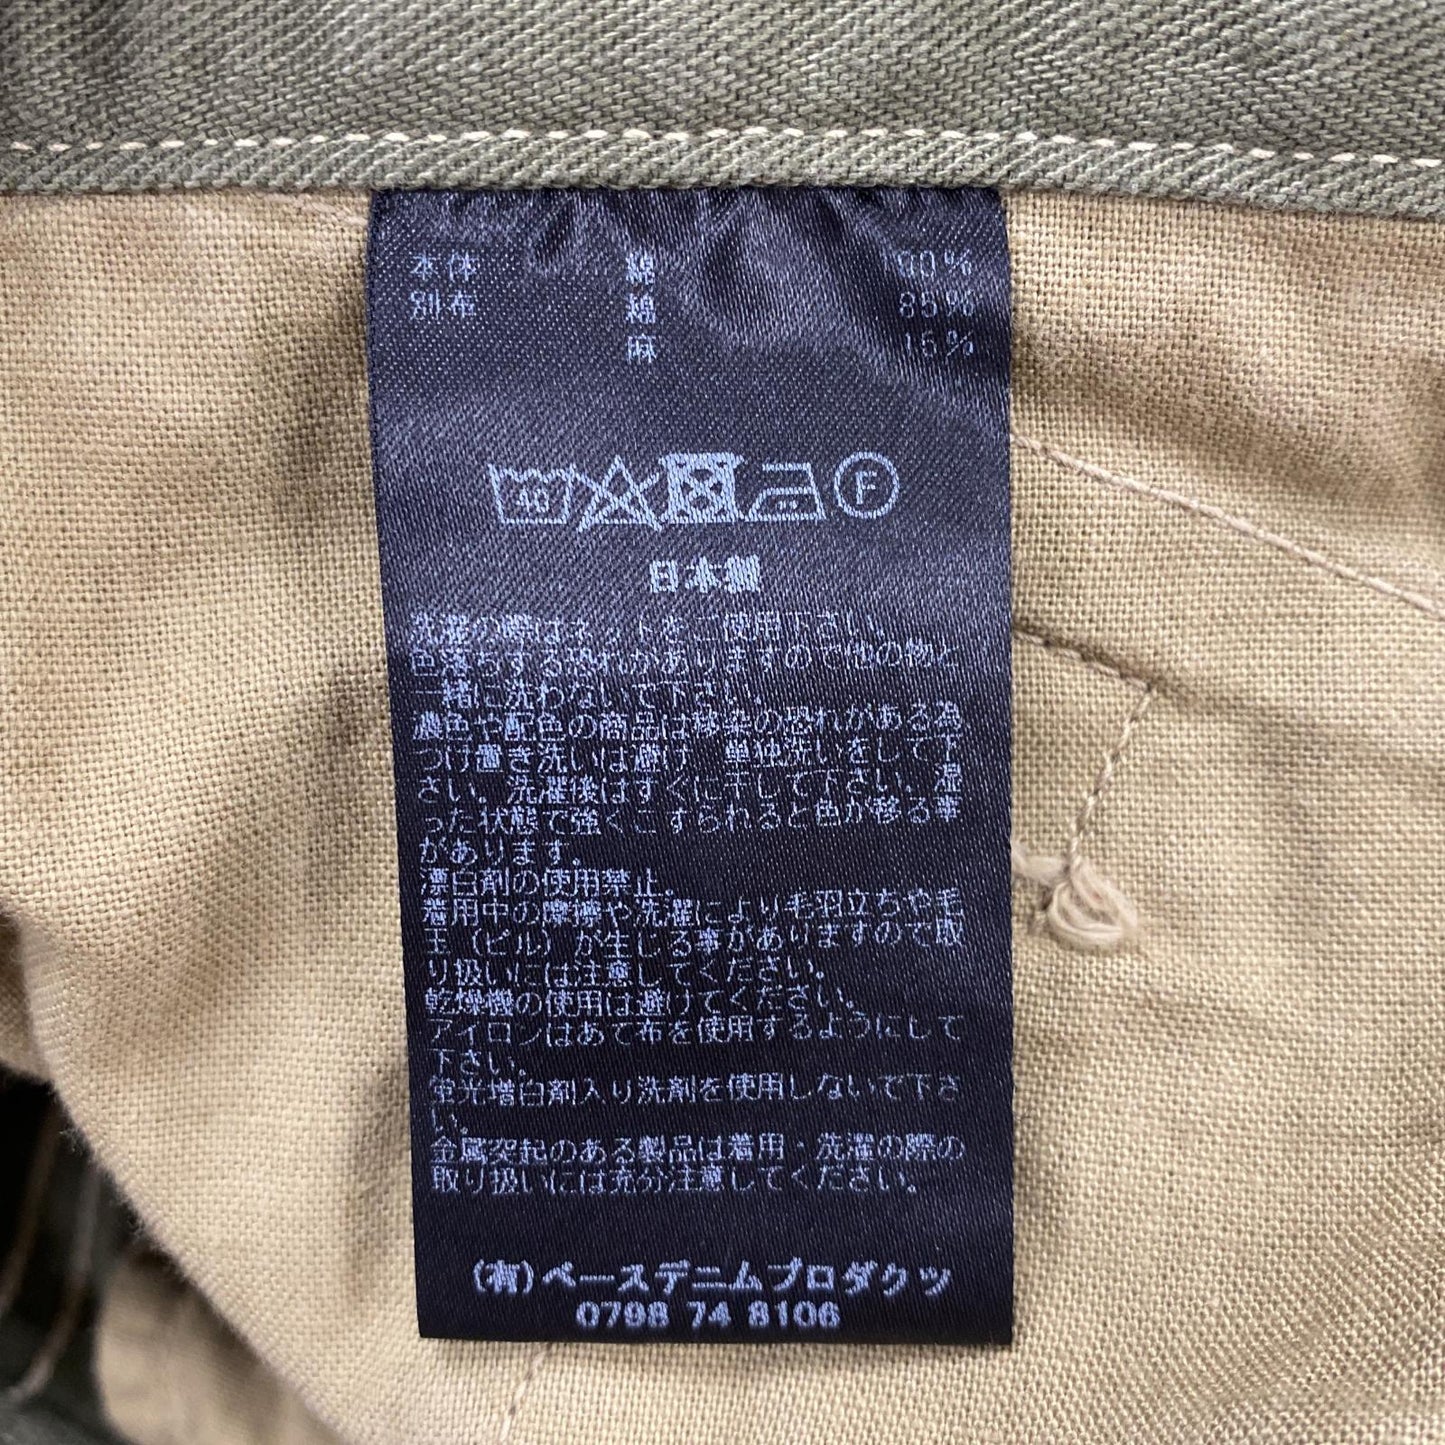 本体 綿
別布 綿 85%
麻 15%
40
F
日本製
洗濯の際はネットをご使用下さい。
色落ちする恐れがありますので他の物と
一緒に洗わないで下さい。
濃色や配色の商品は移染の恐れがある為
つけ置き洗いは避け、単独洗いをして下
さい。洗濯後はすぐに干して下さい。湿
った状態で強くこすられると色が移る事
があります。
漂白剤の使用禁止。
着用中の摩擦や洗濯により毛羽立ちや毛
玉（ピル）が生じる事がありますので取
り扱いには注意してください。
乾燥機の使用は避けてください。
アイロンはあて布を使用するようにして
下さい。
蛍光増白剤入り洗剤を使用しないで下さ
い。
金属突起のある製品は着用・洗濯の際の
取り扱いには充分注意してください。
(有)ベースデニムプロダクツ
0798 74 8106